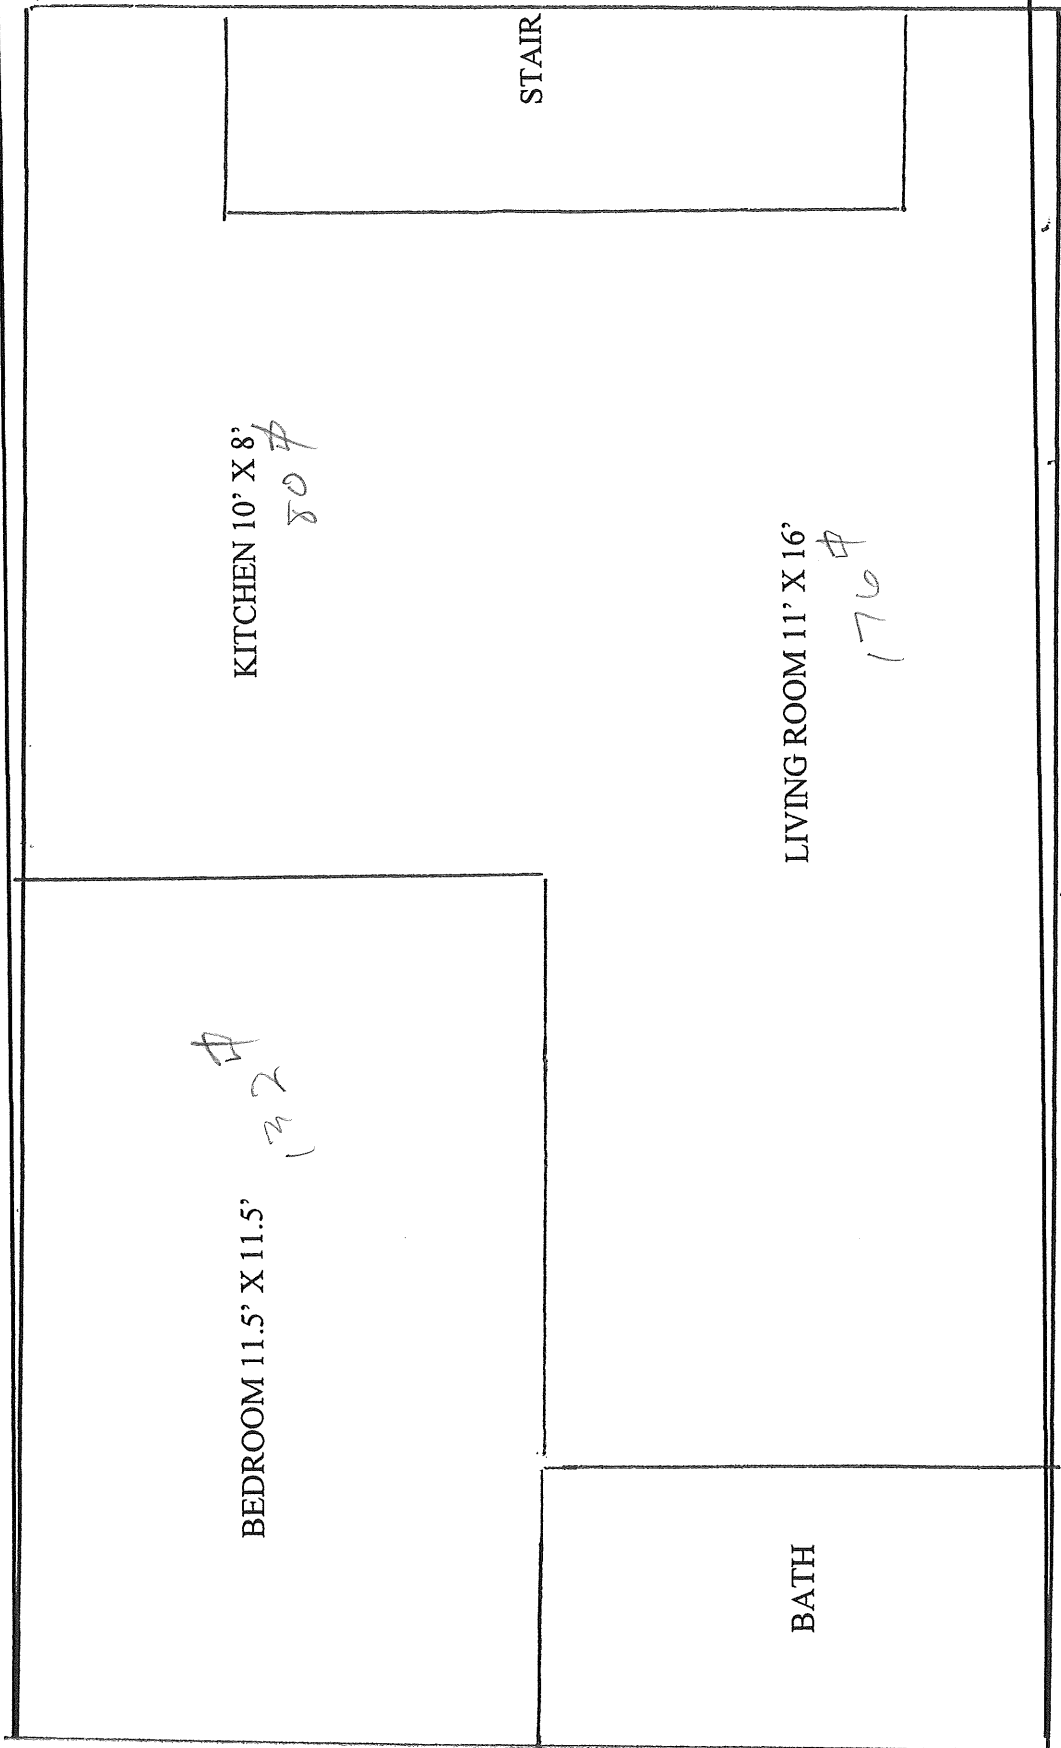 STAIR
KITCHEN 10' X 8'
80
LIVING ROOM 11' X 16'
176
BEDROOM 11.5' X 11.5'
132
BATH